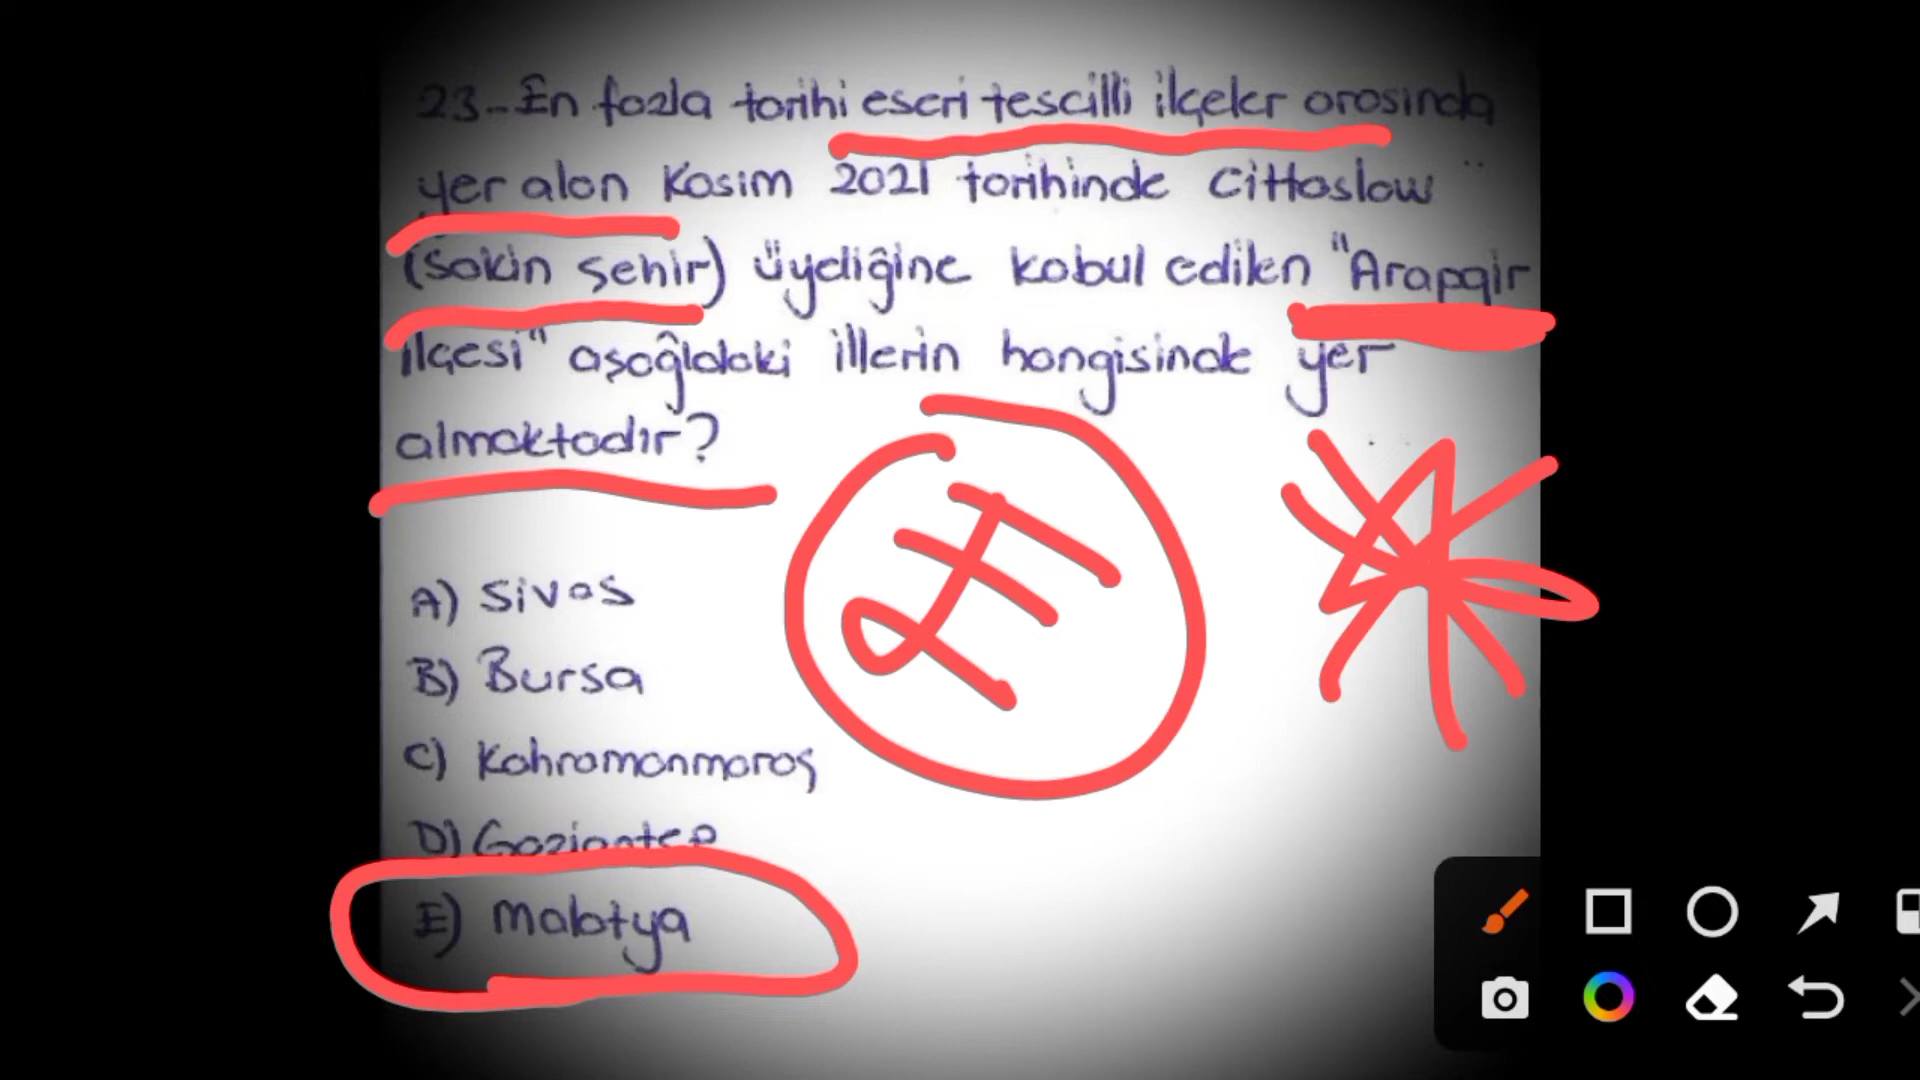 23-En fazla tarihi eseri tescilli ilçeler arasında
yer alan Kasım 2021 tarihinde Cittaslow
(Sakin Şehir) üyeliğine kabul edilen "Arapgir
ilçesi" aşağıdaki illerin hangisinde yer
almaktadır?
E
A) Sivas
B) Bursa
C) Kahramanmaraş
D) Gaziantep
E) Malatya